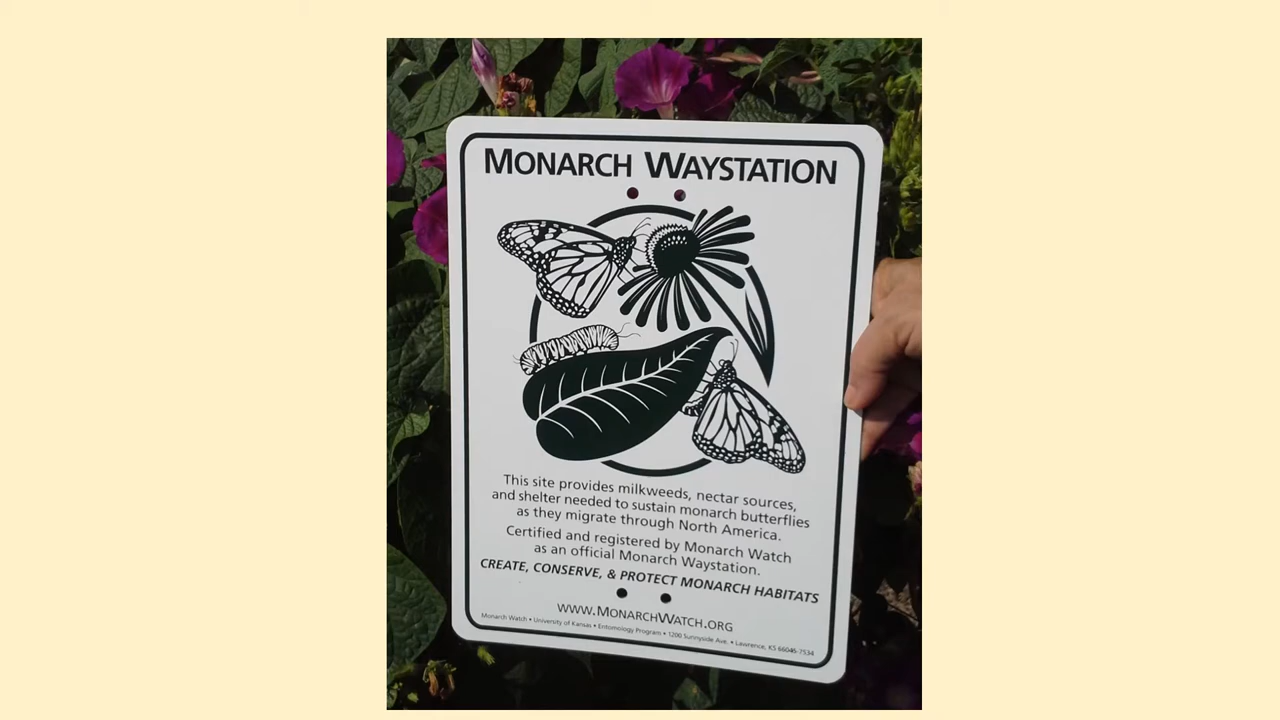 MONARCH WAYSTATION
This site provides milkweeds, nectar sources,
and shelter needed to sustain monarch butterflies
as they migrate through North America.
Certified and registered by Monarch Watch
as an official Monarch Waystation.
CREATE, CONSERVE, & PROTECT MONARCH HABITATS
WWW.MONARCHWATCH.ORG
Monarch Watch • University of Kansas • Entomology Program • 1200 Sunnyside Ave. • Lawrence, KS 66045-7534